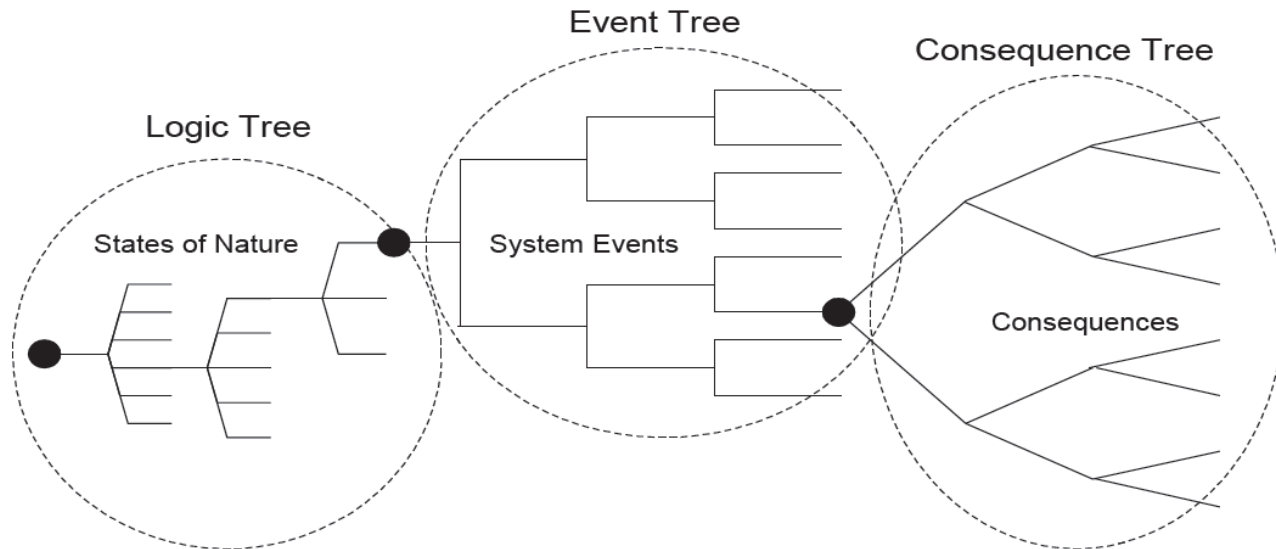 Logic Tree
States of Nature
Event Tree
System Events
Consequence Tree
Consequences